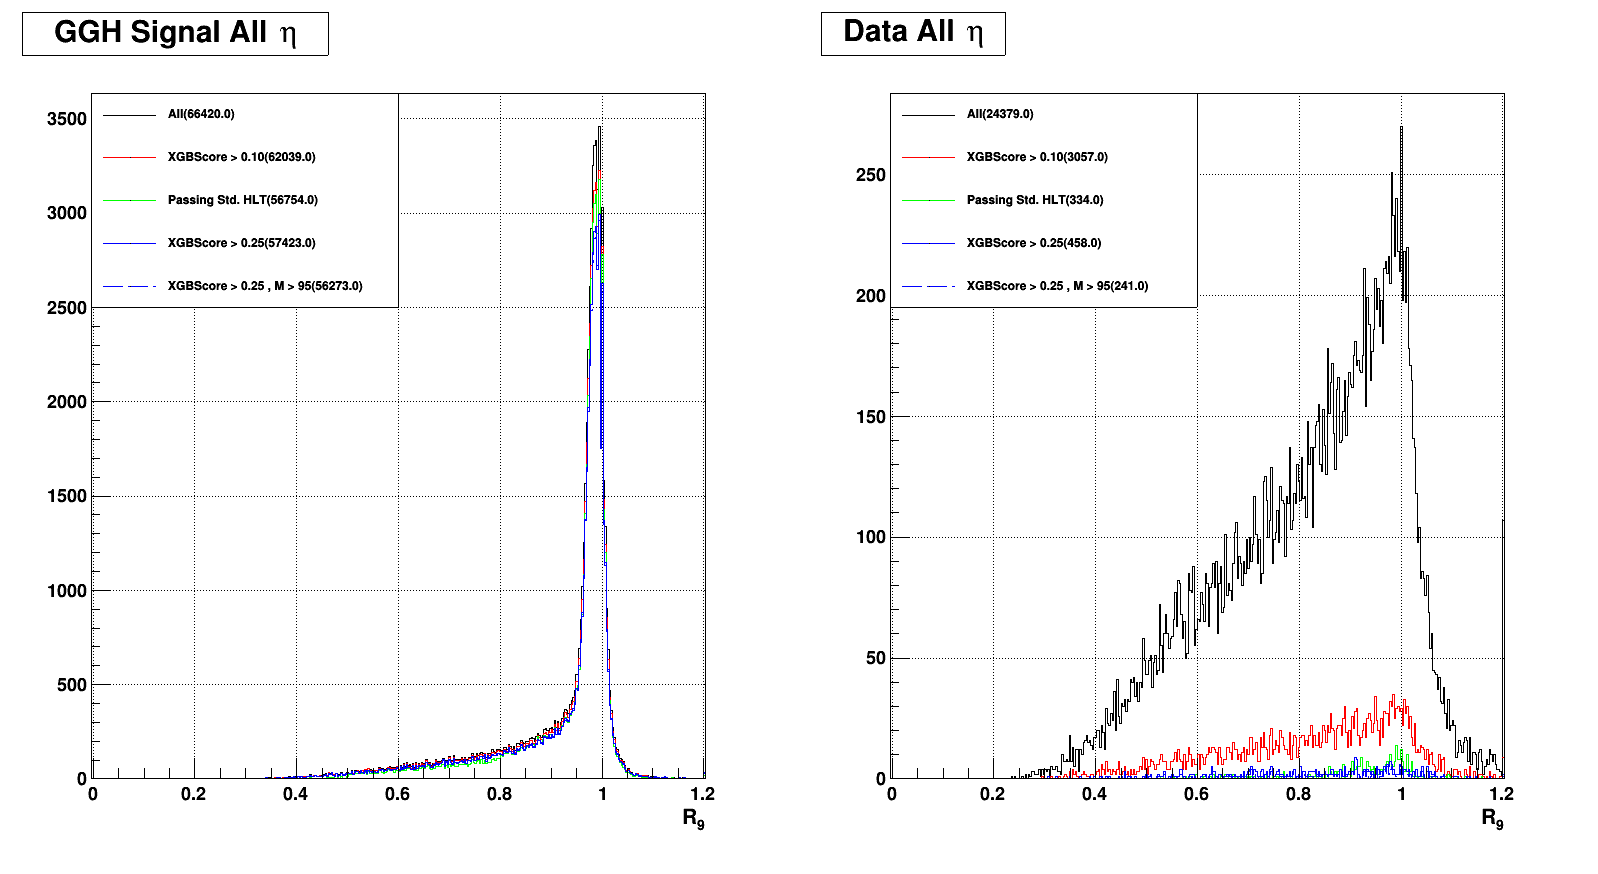 GGH Signal All η
All(66420.0)
XGBScore > 0.10(62039.0)
Passing Std. HLT(56754.0)
XGBScore > 0.25(57423.0)
XGBScore > 0.25 , M > 95(56273.0)
3500
3000
2500
2000
1500
1000
500
0
0 0.2 0.4 0.6 0.8 1 1.2
R9
Data All η
All(24379.0)
XGBScore > 0.10(3057.0)
Passing Std. HLT(334.0)
XGBScore > 0.25(458.0)
XGBScore > 0.25 , M > 95(241.0)
250
200
150
100
50
0
0 0.2 0.4 0.6 0.8 1 1.2
R9